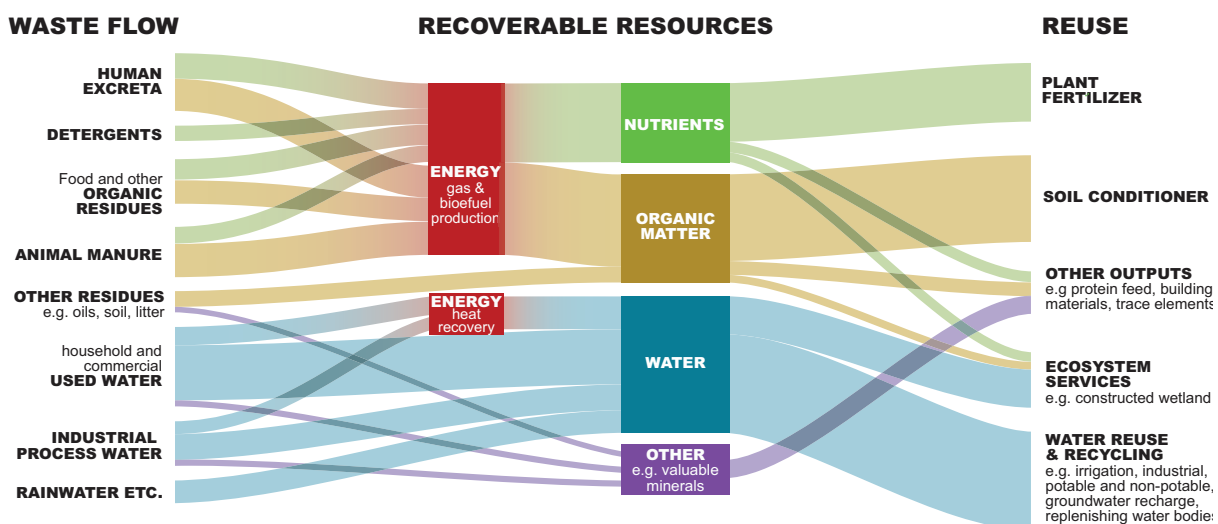 WASTE FLOW
RECOVERABLE RESOURCES
REUSE
HUMAN
EXCRETA
DETERGENTS
Food and other
ORGANIC
RESIDUES
ANIMAL MANURE
OTHER RESIDUES
e.g. oils, soil, litter
household and
commercial
USED WATER
INDUSTRIAL
PROCESS WATER
RAINWATER ETC.
ENERGY
gas &
bioefuel
production
ENERGY
heat
recovery
NUTRIENTS
ORGANIC
MATTER
WATER
OTHER
e.g. valuable
minerals
PLANT
FERTILIZER
SOIL CONDITIONER
OTHER OUTPUTS
e.g protein feed, building
materials, trace elements
ECOSYSTEM
SERVICES
e.g. constructed wetland
WATER REUSE
& RECYCLING
e.g. irrigation, industrial,
potable and non-potable,
groundwater recharge,
replenishing water bodies